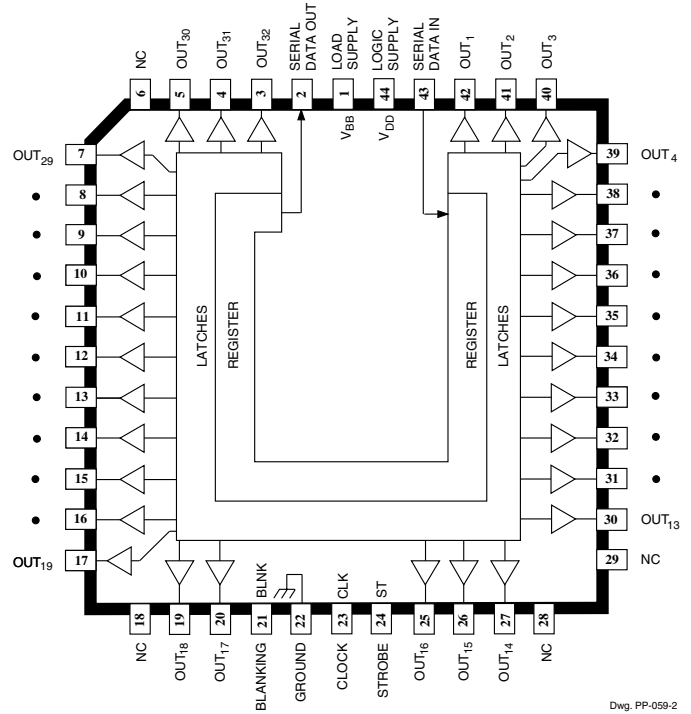 NC
OUT30
OUT31
OUT32
SERIAL
DATA OUT
LOAD
SUPPLY
LOGIC
SUPPLY
SERIAL
DATA IN
OUT1
OUT2
OUT3
6
5
4
3
2
1
44
43
42
41
40
VBB
VDD
OUT29
7
39
OUT4
8
38
9
37
10
36
11
35
12
34
13
33
14
32
15
31
16
30
OUT13
OUT19
17
29
NC
LATCHES
REGISTER
REGISTER
LATCHES
BLNK
CLK
ST
18
19
20
21
22
23
24
25
26
27
28
NC
OUT18
OUT17
BLANKING
GROUND
CLOCK
STROBE
OUT16
OUT15
OUT14
NC
Dwg. PP-059-2